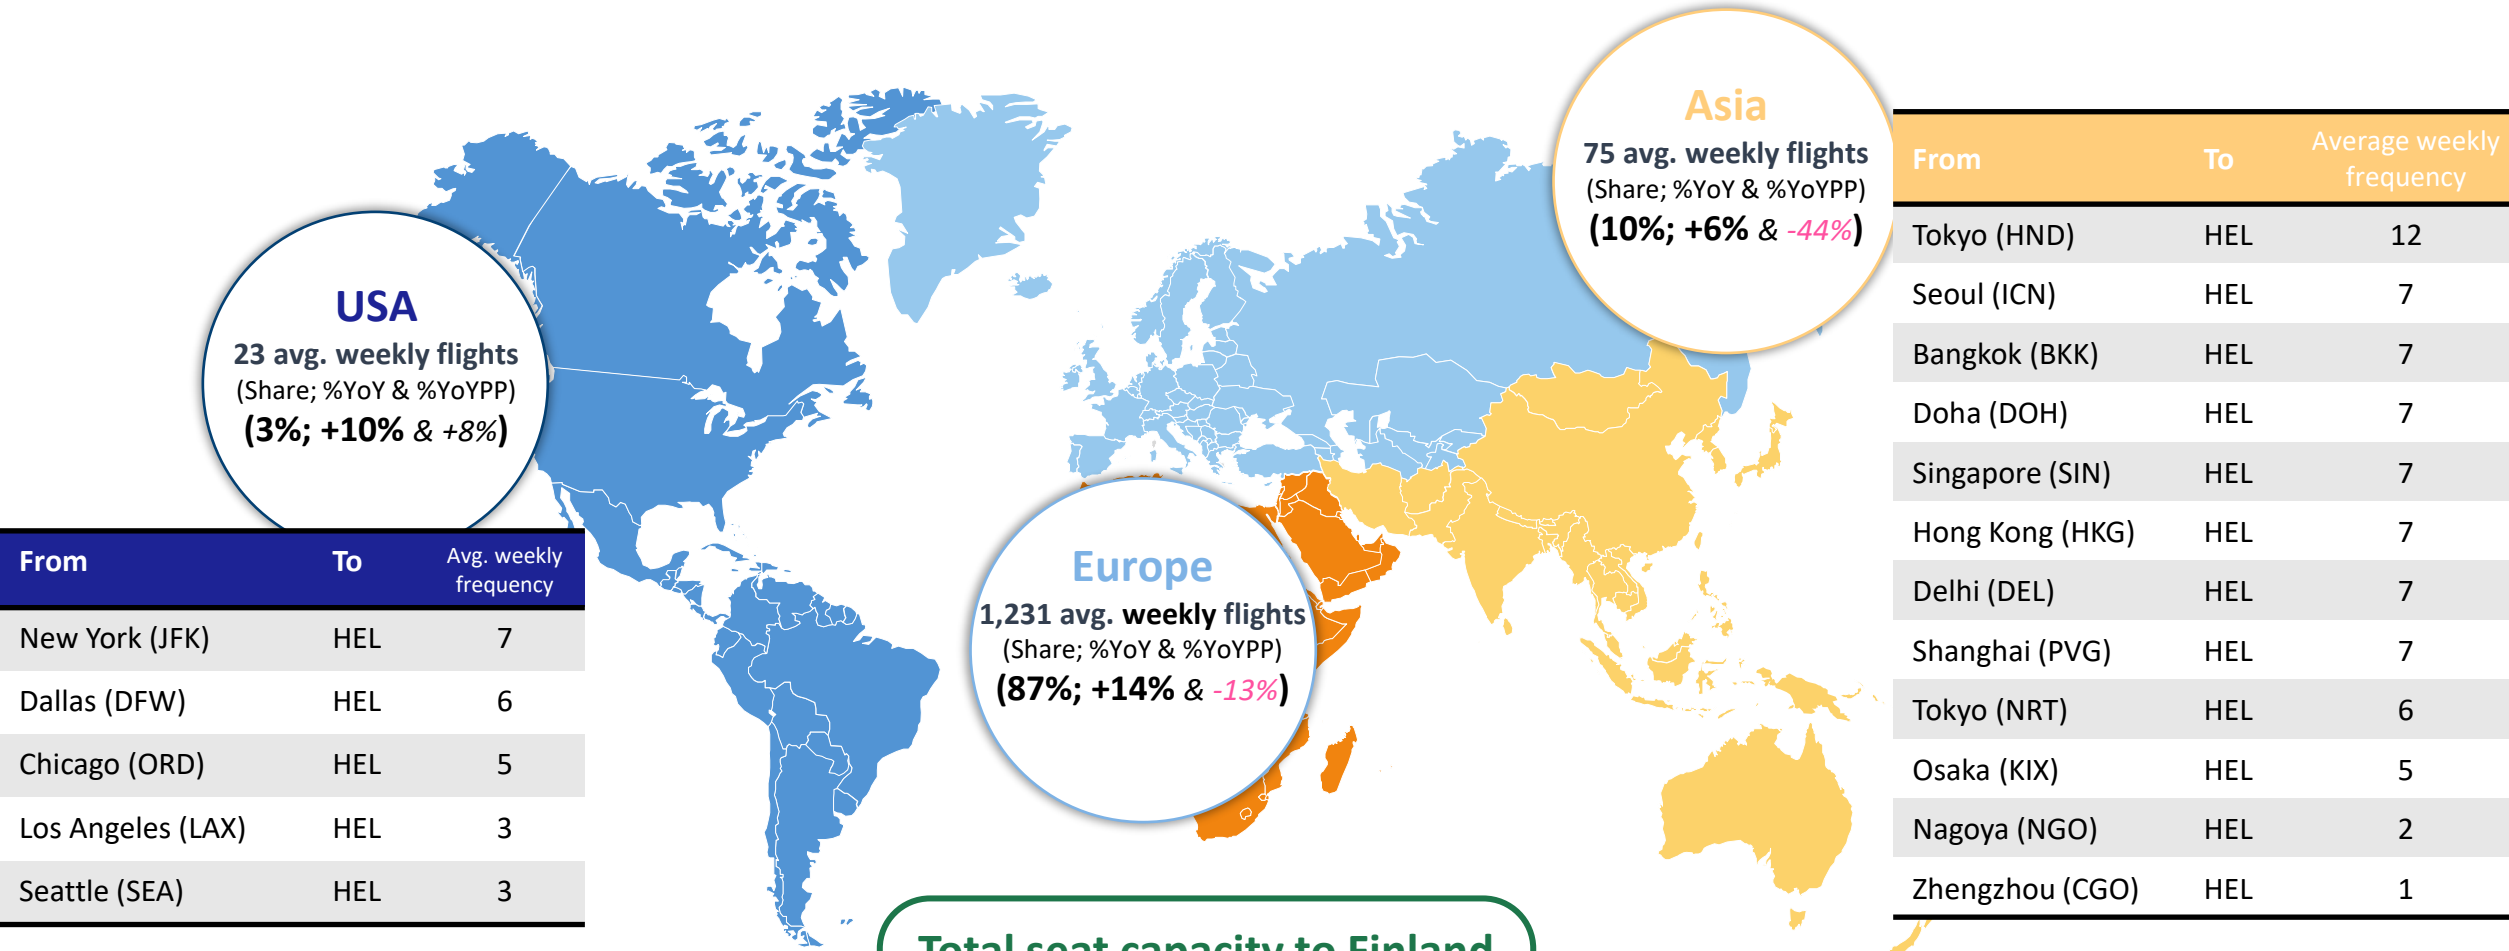 Asia
75 avg. weekly flights
(Share; %YoY & %YoYPP)
(10%; +6% & -44%)
USA
23 avg. weekly flights
(Share; %YoY & %YoYPP)
(3%; +10% & +8%)
Europe
1,231 avg. weekly flights
(Share; %YoY & %YoYPP)
(87%; +14% & -13%)
From To Avg. weekly frequency
New York (JFK) HEL 7
Dallas (DFW) HEL 6
Chicago (ORD) HEL 5
Los Angeles (LAX) HEL 3
Seattle (SEA) HEL 3
From To Average weekly frequency
Tokyo (HND) HEL 12
Seoul (ICN) HEL 7
Bangkok (BKK) HEL 7
Doha (DOH) HEL 7
Singapore (SIN) HEL 7
Hong Kong (HKG) HEL 7
Delhi (DEL) HEL 7
Shanghai (PVG) HEL 7
Tokyo (NRT) HEL 6
Osaka (KIX) HEL 5
Nagoya (NGO) HEL 2
Zhengzhou (CGO) HEL 1
Total seat capacity to Finland